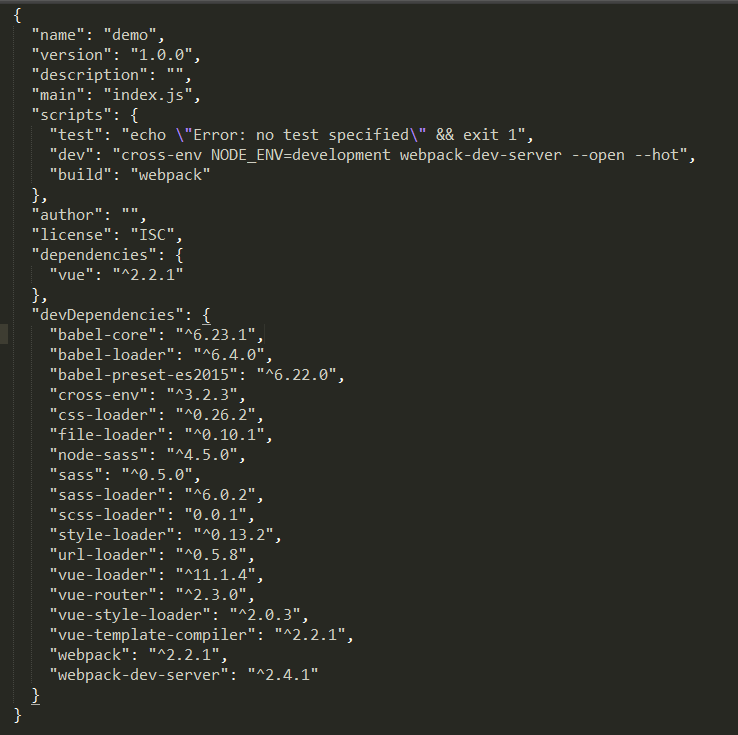 {
  "name": "demo",
  "version": "1.0.0",
  "description": "",
  "main": "index.js",
  "scripts": {
    "test": "echo \"Error: no test specified\" && exit 1",
    "dev": "cross-env NODE_ENV=development webpack-dev-server --open --hot",
    "build": "webpack"
  },
  "author": "",
  "license": "ISC",
  "dependencies": {
    "vue": "^2.2.1"
  },
  "devDependencies": {
    "babel-core": "^6.23.1",
    "babel-loader": "^6.4.0",
    "babel-preset-es2015": "^6.22.0",
    "cross-env": "^3.2.3",
    "css-loader": "^0.26.2",
    "file-loader": "^0.10.1",
    "node-sass": "^4.5.0",
    "sass": "^0.5.0",
    "sass-loader": "^6.0.2",
    "scss-loader": "0.0.1",
    "style-loader": "^0.13.2",
    "url-loader": "^0.5.8",
    "vue-loader": "^11.1.4",
    "vue-router": "^2.3.0",
    "vue-style-loader": "^2.0.3",
    "vue-template-compiler": "^2.2.1",
    "webpack": "^2.2.1",
    "webpack-dev-server": "^2.4.1"
  }
}